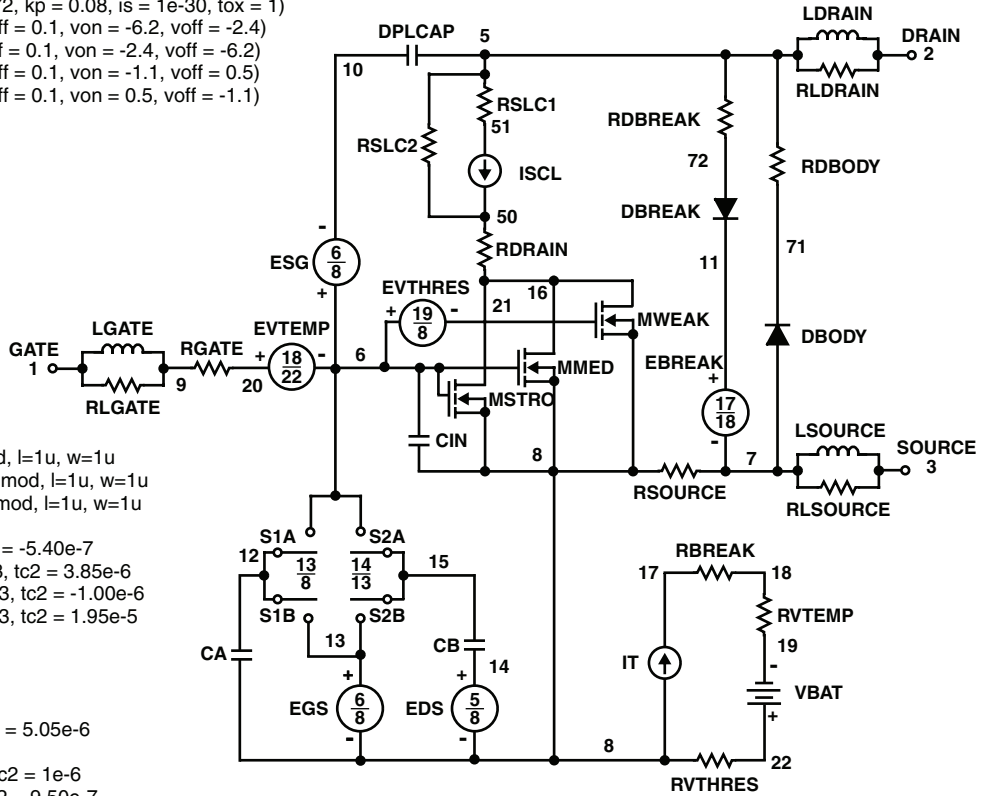 72, kp = 0.08, is = 1e-30, tox = 1)
ff = 0.1, von = -6.2, voff = -2.4)
f = 0.1, von = -2.4, voff = -6.2)
ff = 0.1, von = -1.1, voff = 0.5)
ff = 0.1, von = 0.5, voff = -1.1)
DPLCAP
5
10
LDRAIN
DRAIN
2
RLDRAIN
RSLC1
51
RSLC2
ISCL
50
RDRAIN
RDBREAK
72
DBREAK
11
RDBODY
71
DBODY
ESG
-
6
8
+
EVTHRES
+
19
8
-
16
21
MWEAK
MMED
MSTRO
EBREAK
+
17
18
-
LGATE
GATE
1
RLGATE
9
RGATE
20
EVTEMP
+
18
22
-
6
CIN
8
RSOURCE
7
LSOURCE
SOURCE
3
RLSOURCE
d, l=1u, w=1u
mod, l=1u, w=1u
mod, l=1u, w=1u
= -5.40e-7
3, tc2 = 3.85e-6
3, tc2 = -1.00e-6
3, tc2 = 1.95e-5
= 5.05e-6
c2 = 1e-6
S1A
S2A
12
13
8
14
13
15
S1B
S2B
13
CA
CB
14
+
EGS
6
8
-
+
EDS
5
8
-
8
RBREAK
17
18
RVTEMP
19
IT
-
VBAT
+
22
RVTHRES